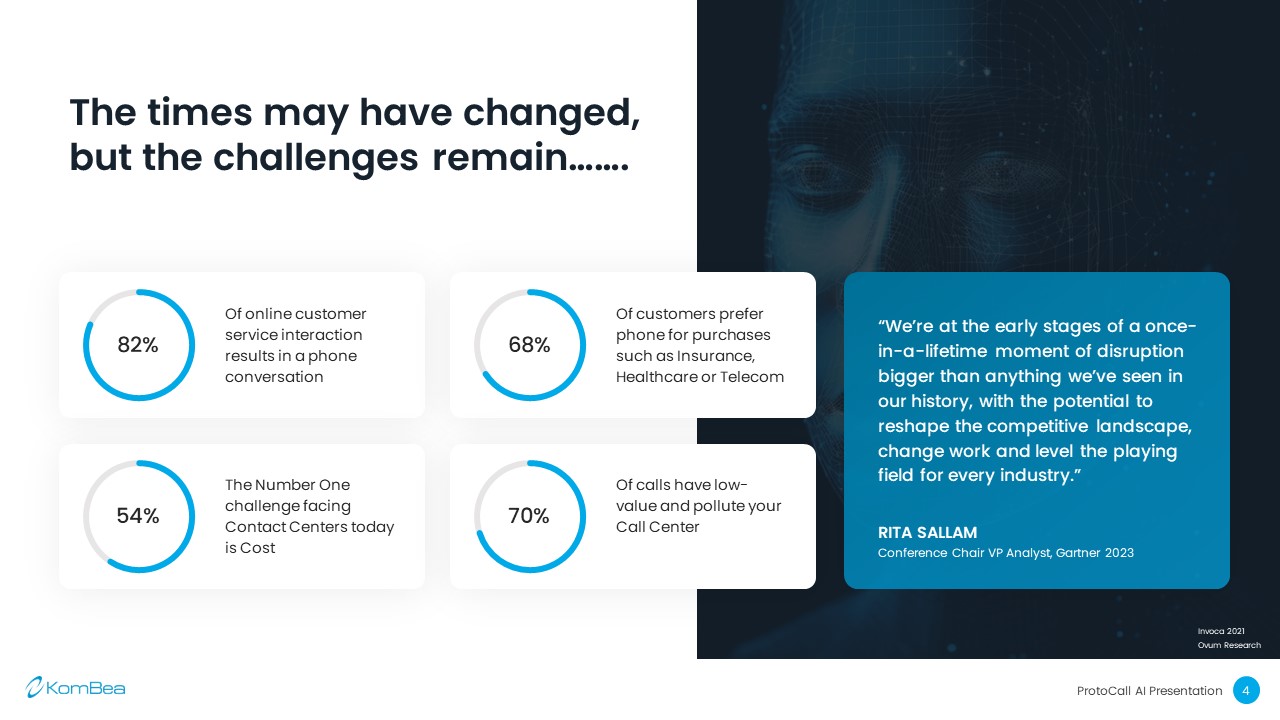 The times may have changed,
but the challenges remain.......
82%
Of online customer
service interaction
results in a phone
conversation
68%
Of customers prefer
phone for purchases
such as Insurance,
Healthcare or Telecom
54%
The Number One
challenge facing
Contact Centers today
is Cost
70%
Of calls have low-
value and pollute your
Call Center
“We’re at the early stages of a once-
in-a-lifetime moment of disruption
bigger than anything we’ve seen in
our history, with the potential to
reshape the competitive landscape,
change work and level the playing
field for every industry.”
RITA SALLAM
Conference Chair VP Analyst, Gartner 2023
Invoca 2021
Ovum Research
KomBea
ProtoCall AI Presentation
4